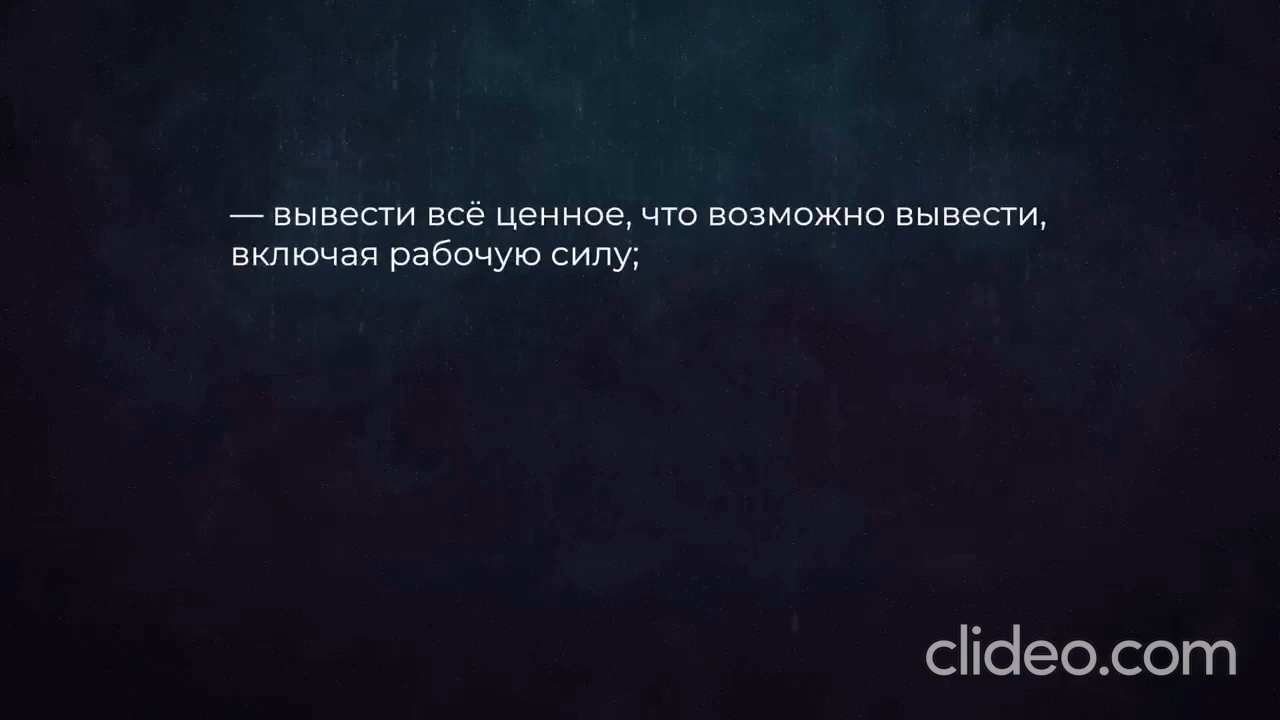 — вывести всё ценное, что возможно вывести,
включая рабочую силу;
clideo.com